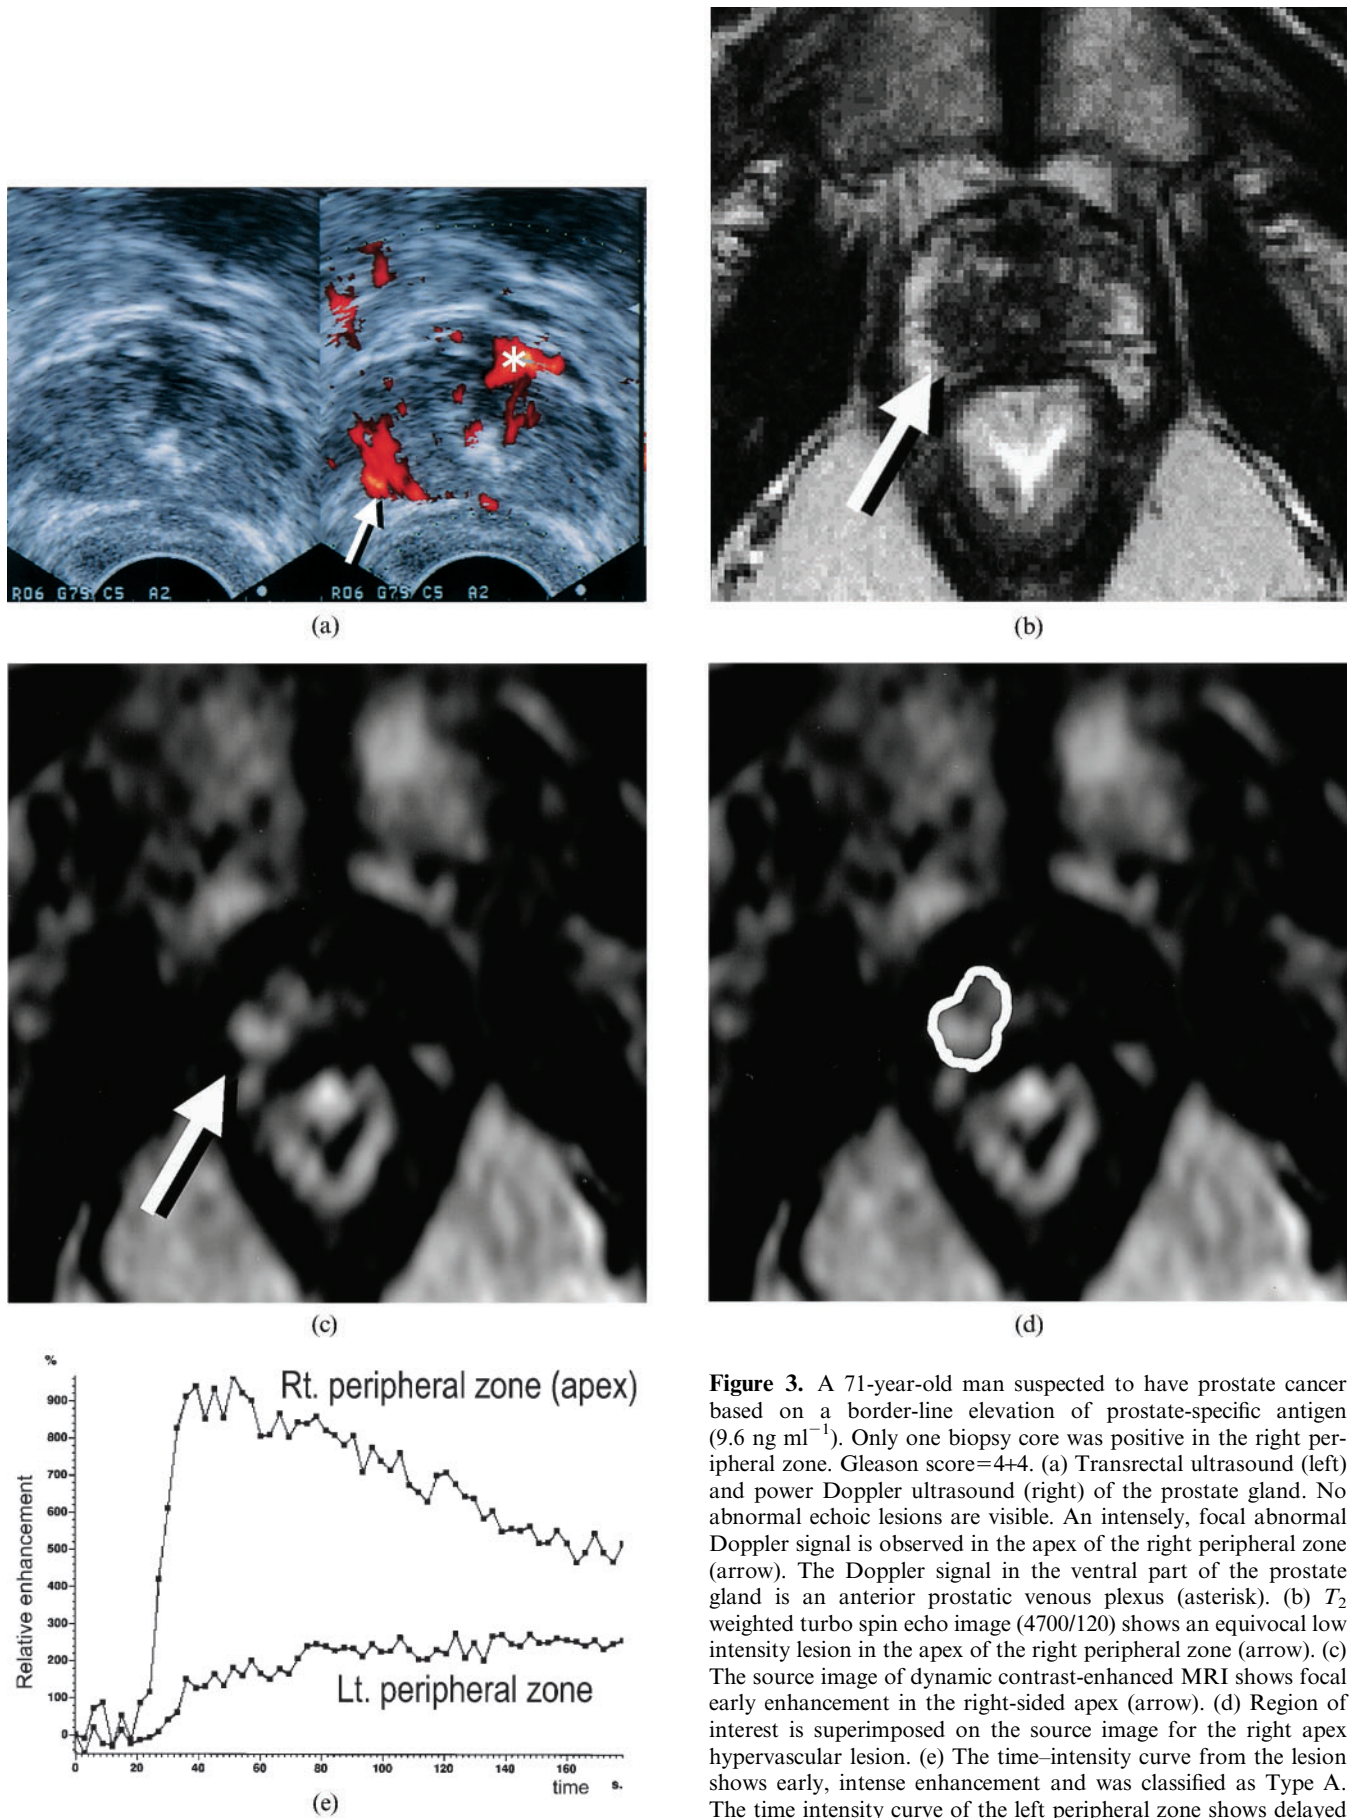 *
R06 G75 C5 A2
R06 G75 C5 A2
(a)
(b)
(c)
(d)
%
900
800
700
600
500
400
300
200
100
0
Relative enhancement
Rt. peripheral zone (apex)
Lt. peripheral zone
0 20 40 60 80 100 120 140 160 s.
time
(e)
Figure 3. A 71-year-old man suspected to have prostate cancer
based on a border-line elevation of prostate-specific antigen
(9.6 ng ml−1). Only one biopsy core was positive in the right per-
ipheral zone. Gleason score=4+4. (a) Transrectal ultrasound (left)
and power Doppler ultrasound (right) of the prostate gland. No
abnormal echoic lesions are visible. An intensely, focal abnormal
Doppler signal is observed in the apex of the right peripheral zone
(arrow). The Doppler signal in the ventral part of the prostate
gland is an anterior prostatic venous plexus (asterisk). (b) T2
weighted turbo spin echo image (4700/120) shows an equivocal low
intensity lesion in the apex of the right peripheral zone (arrow). (c)
The source image of dynamic contrast-enhanced MRI shows focal
early enhancement in the right-sided apex (arrow). (d) Region of
interest is superimposed on the source image for the right apex
hypervascular lesion. (e) The time–intensity curve from the lesion
shows early, intense enhancement and was classified as Type A.
The time intensity curve of the left peripheral zone shows delayed